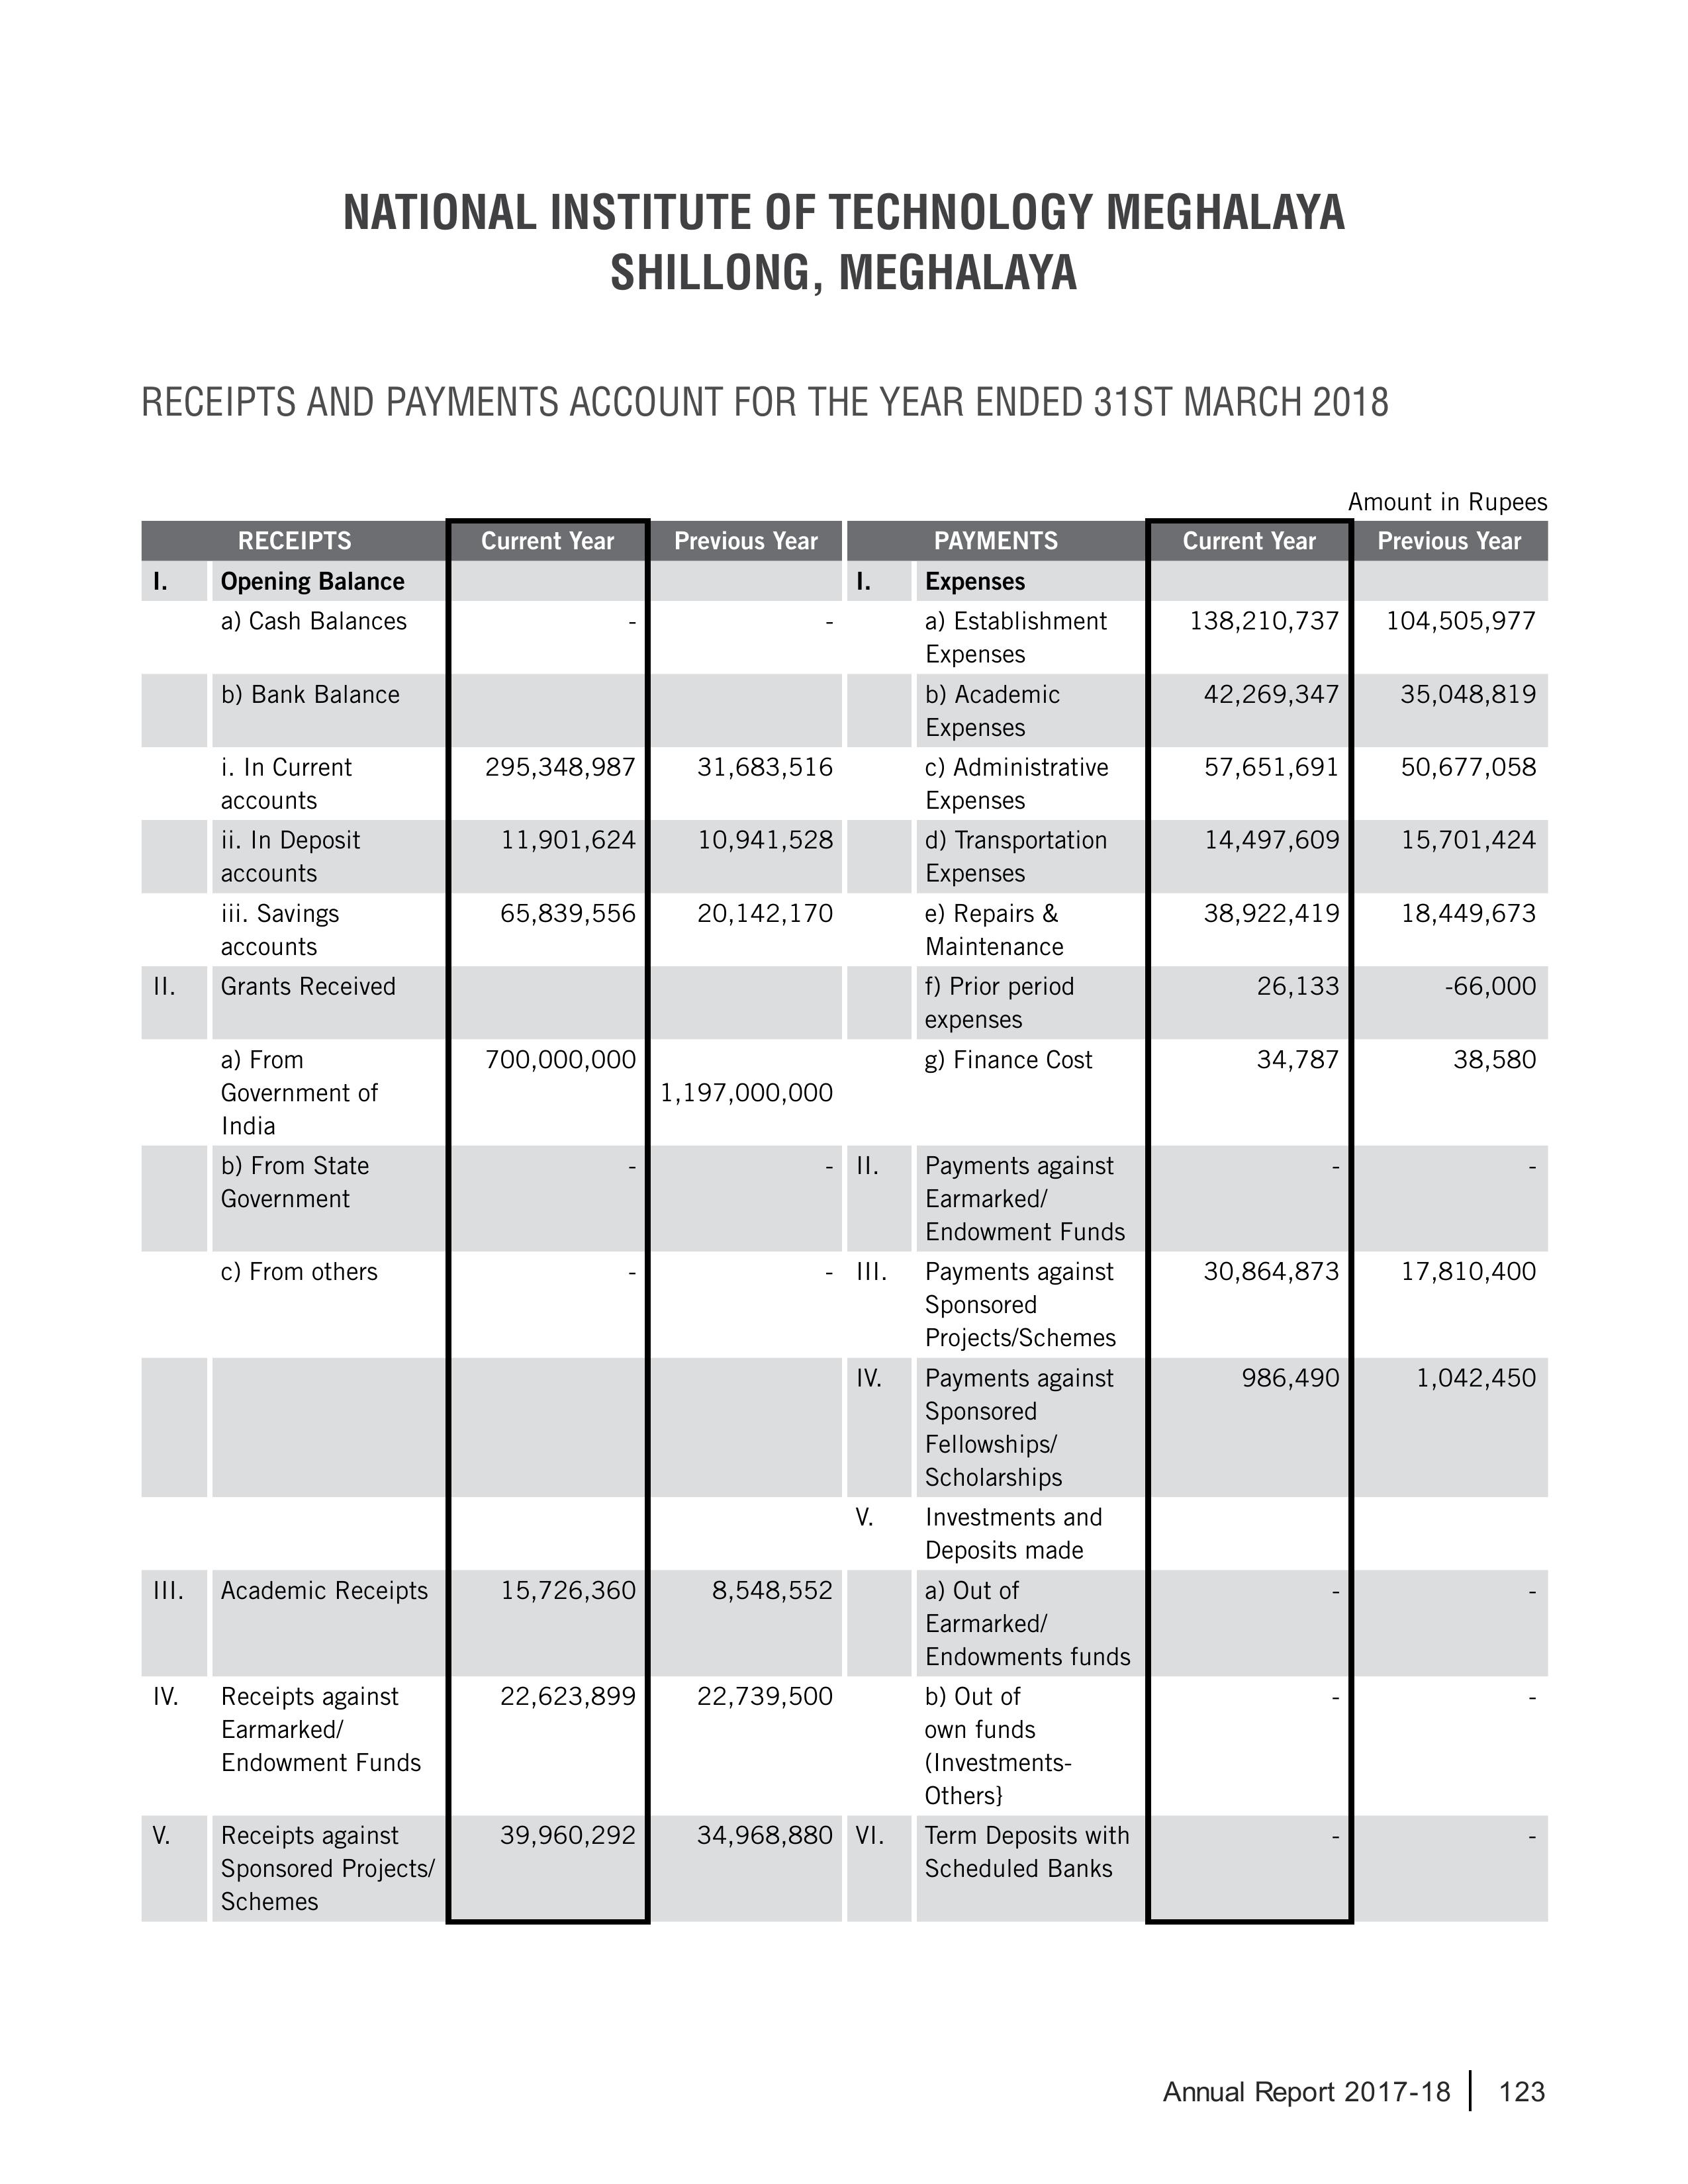 NATIONAL INSTITUTE OF TECHNOLOGY MEGHALAYA
SHILLONG, MEGHALAYA
RECEIPTS AND PAYMENTS ACCOUNT FOR THE YEAR ENDED 31ST MARCH 2018
Amount in Rupees
RECEIPTS Current Year Previous Year PAYMENTS Current Year Previous Year
I. Opening Balance I. Expenses
a) Cash Balances - - a) Establishment 138,210,737 104,505,977
Expenses
b) Bank Balance b) Academic 42,269,347 35,048,819
Expenses
i. In Current 295,348,987 31,683,516 c) Administrative 57,651,691 50,677,058
accounts Expenses
ii. In Deposit 11,901,624 10,941,528 d) Transportation 14,497,609 15,701,424
accounts Expenses
iii. Savings 65,839,556 20,142,170 e) Repairs & 38,922,419 18,449,673
accounts Maintenance
II. Grants Received f) Prior period 26,133 -66,000
expenses
a) From 700,000,000 g) Finance Cost 34,787 38,580
Government of 1,197,000,000
India
b) From State - - II. Payments against - -
Government Earmarked/
Endowment Funds
c) From others - - III. Payments against 30,864,873 17,810,400
Sponsored
Projects/Schemes
IV. Payments against 986,490 1,042,450
Sponsored
Fellowships/
Scholarships
V. Investments and
Deposits made
III. Academic Receipts 15,726,360 8,548,552 a) Out of - -
Earmarked/
Endowments funds
IV. Receipts against 22,623,899 22,739,500 b) Out of - -
Earmarked/ own funds
Endowment Funds (Investments-
Others}
V. Receipts against 39,960,292 34,968,880 VI. Term Deposits with - -
Sponsored Projects/ Scheduled Banks
Schemes
Annual Report 2017-18 123